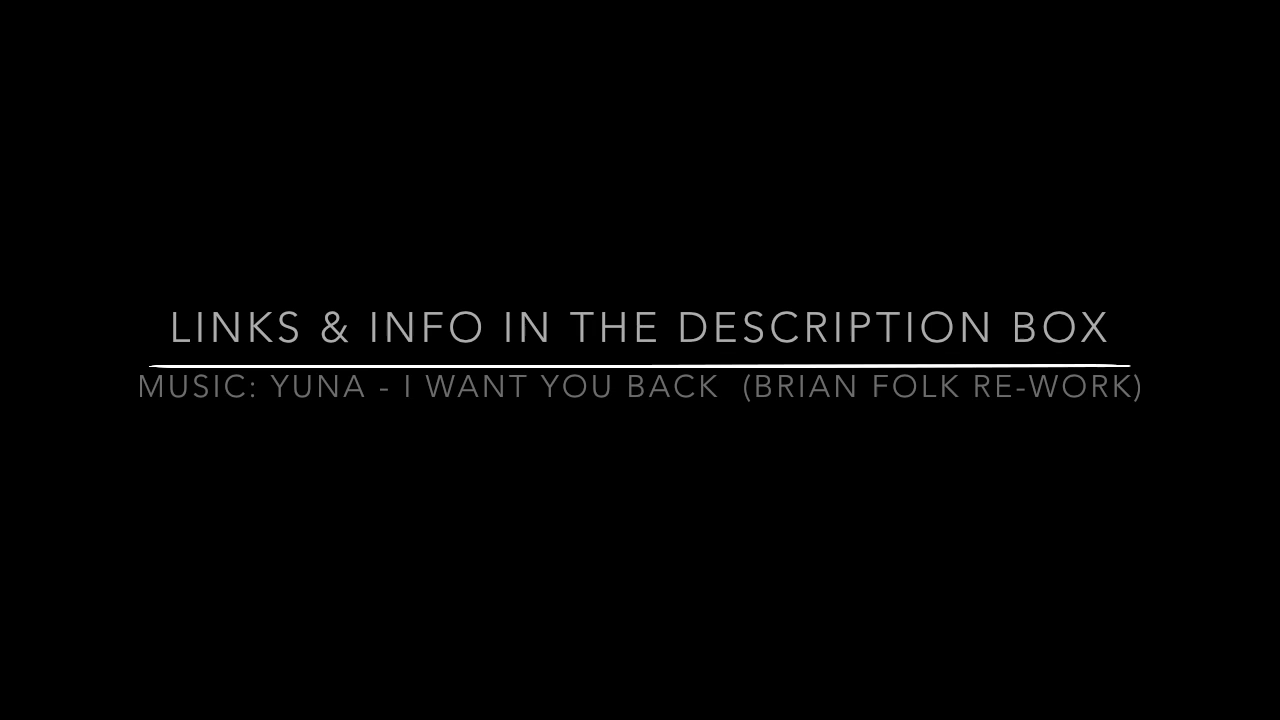 LINKS & INFO IN THE DESCRIPTION BOX
MUSIC: YUNA - I WANT YOU BACK  (BRIAN FOLK RE-WORK)